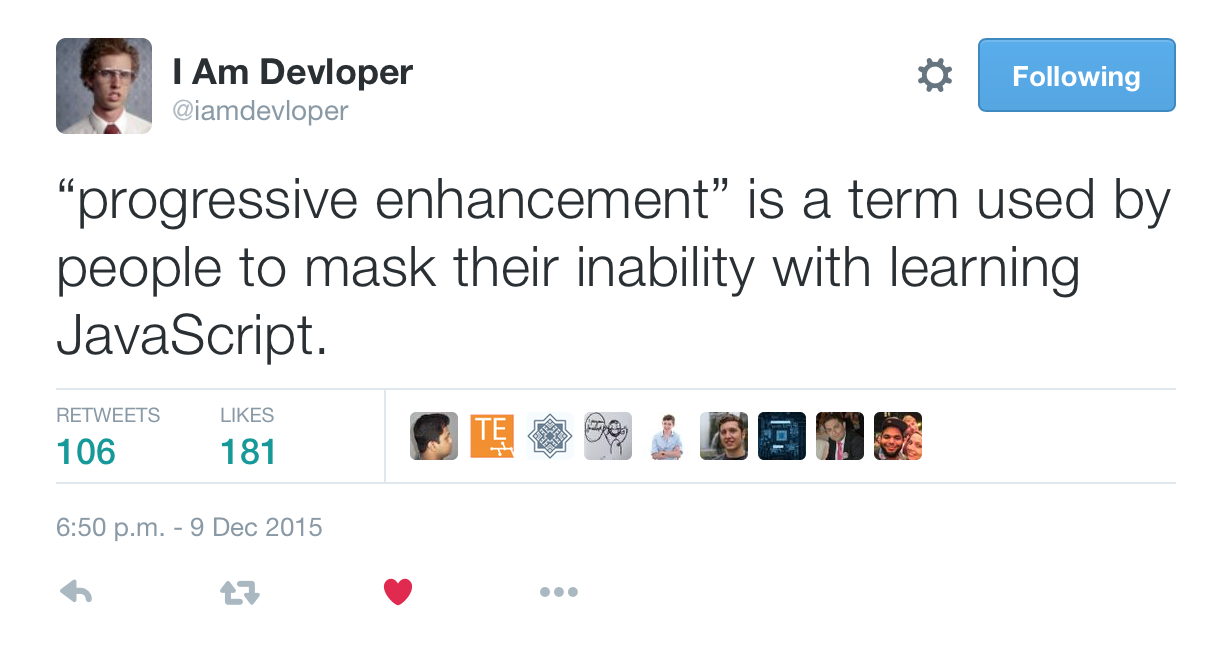 I Am Devloper
@iamdevloper
Following
“progressive enhancement” is a term used by
people to mask their inability with learning
JavaScript.
RETWEETS
106
LIKES
181
TE
6:50 p.m. - 9 Dec 2015